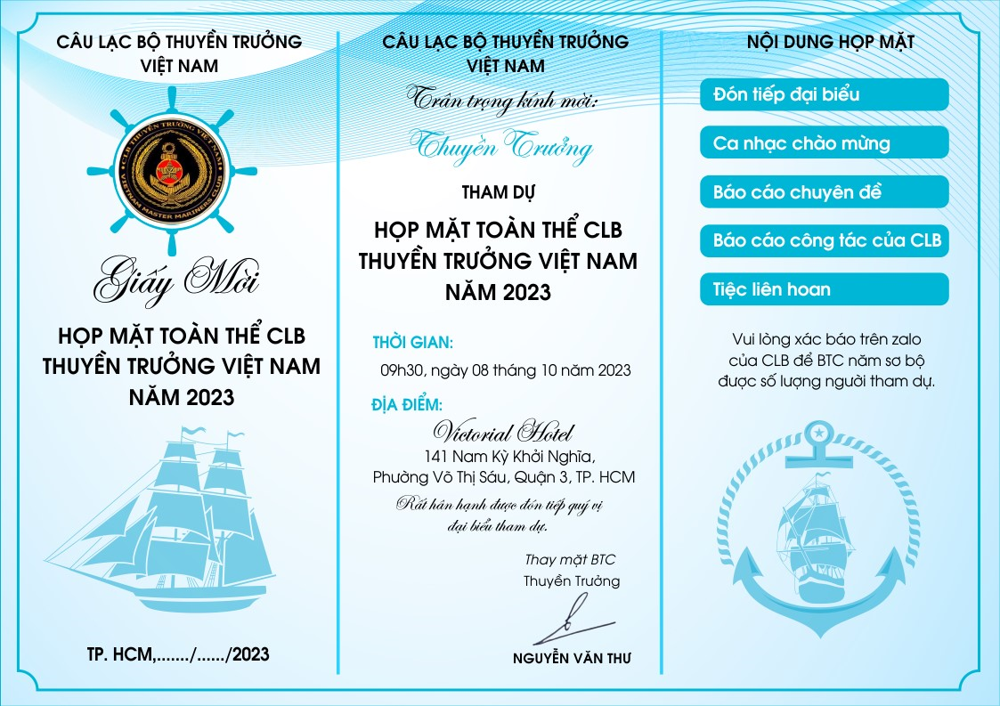 CÂU LẠC BỘ THUYỀN TRƯỞNG
VIỆT NAM
CLB THUYỀN TRƯỞNG VIỆT NAM
VIETNAM MASTER MARINERS CLUB
Giấy Mời
HỌP MẶT TOÀN THỂ CLB
THUYỀN TRƯỞNG VIỆT NAM
NĂM 2023
TP. HCM,......./....../2023
CÂU LẠC BỘ THUYỀN TRƯỞNG
VIỆT NAM
Trân trọng kính mời:
Thuyền Trưởng
THAM DỰ
HỌP MẶT TOÀN THỂ CLB
THUYỀN TRƯỞNG VIỆT NAM
NĂM 2023
THỜI GIAN:
09h30, ngày 08 tháng 10 năm 2023
ĐỊA ĐIỂM:
Victorial Hotel
141 Nam Kỳ Khởi Nghĩa,
Phường Võ Thị Sáu, Quận 3, TP. HCM
Rất hân hạnh được đón tiếp quý vị
đại biểu tham dự.
Thay mặt BTC
Thuyền Trưởng
NGUYỄN VĂN THƯ
NỘI DUNG HỌP MẶT
Đón tiếp đại biểu
Ca nhạc chào mừng
Báo cáo chuyên đề
Báo cáo công tác của CLB
Tiệc liên hoan
Vui lòng xác báo trên zalo
của CLB để BTC năm sơ bộ
được số lượng người tham dự.